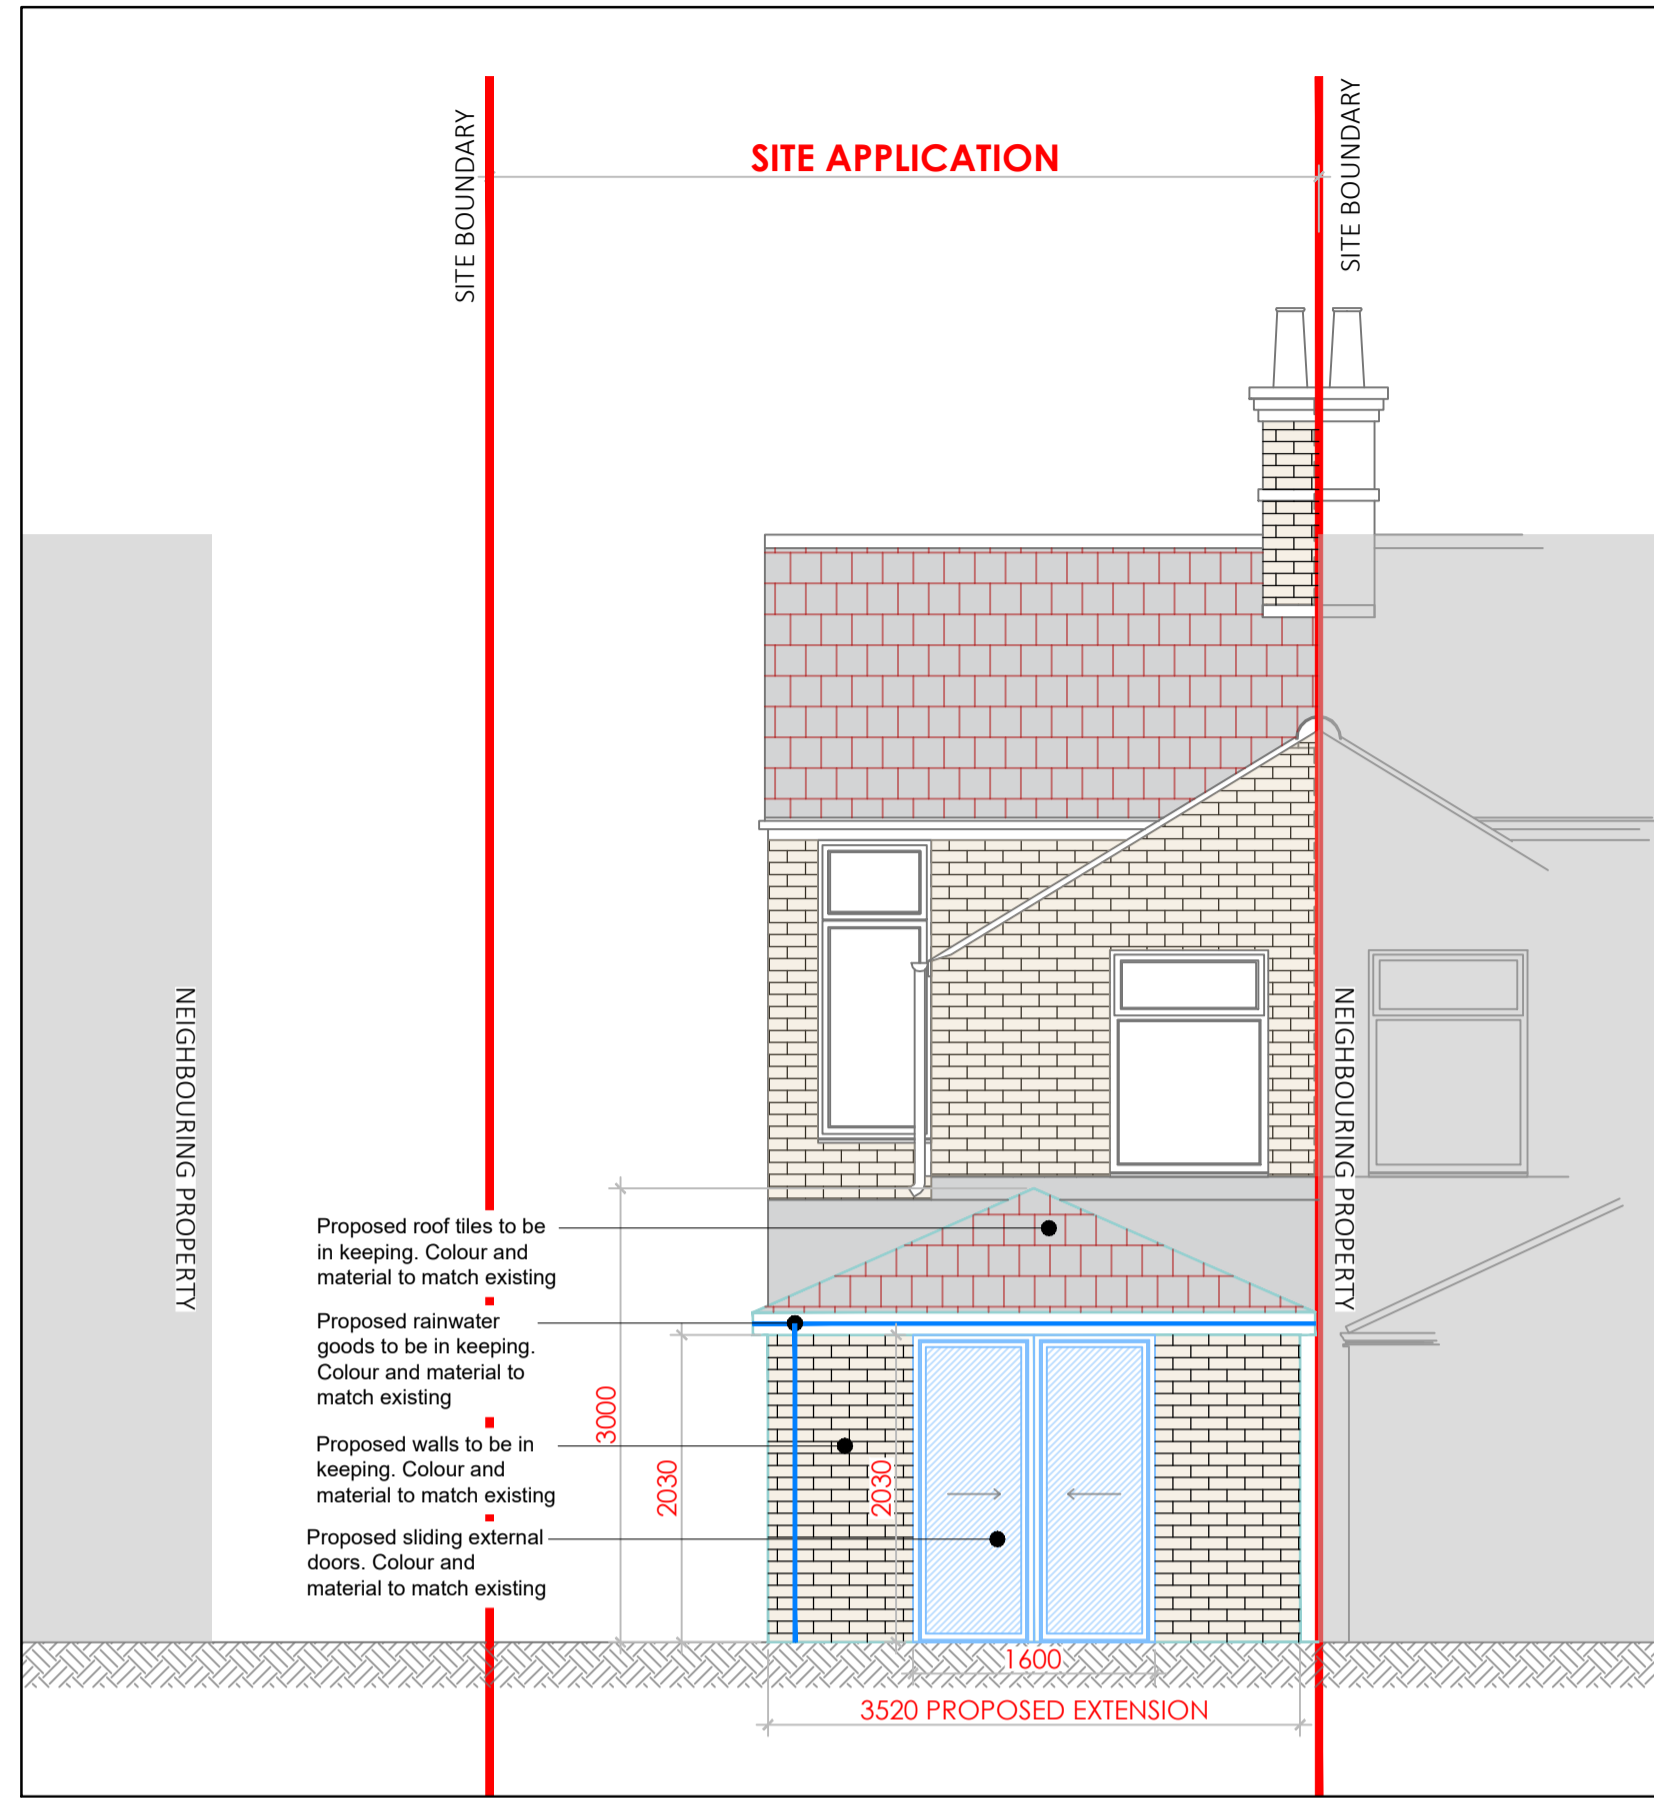 SITE BOUNDARY
SITE APPLICATION
SITE BOUNDARY
NEIGHBOURING PROPERTY
NEIGHBOURING PROPERTY
Proposed roof tiles to be
in keeping. Colour and
material to match existing
Proposed rainwater
goods to be in keeping.
Colour and material to
match existing
Proposed walls to be in
keeping. Colour and
material to match existing
Proposed sliding external
doors. Colour and
material to match existing
3000
2030
2030
1600
3520 PROPOSED EXTENSION